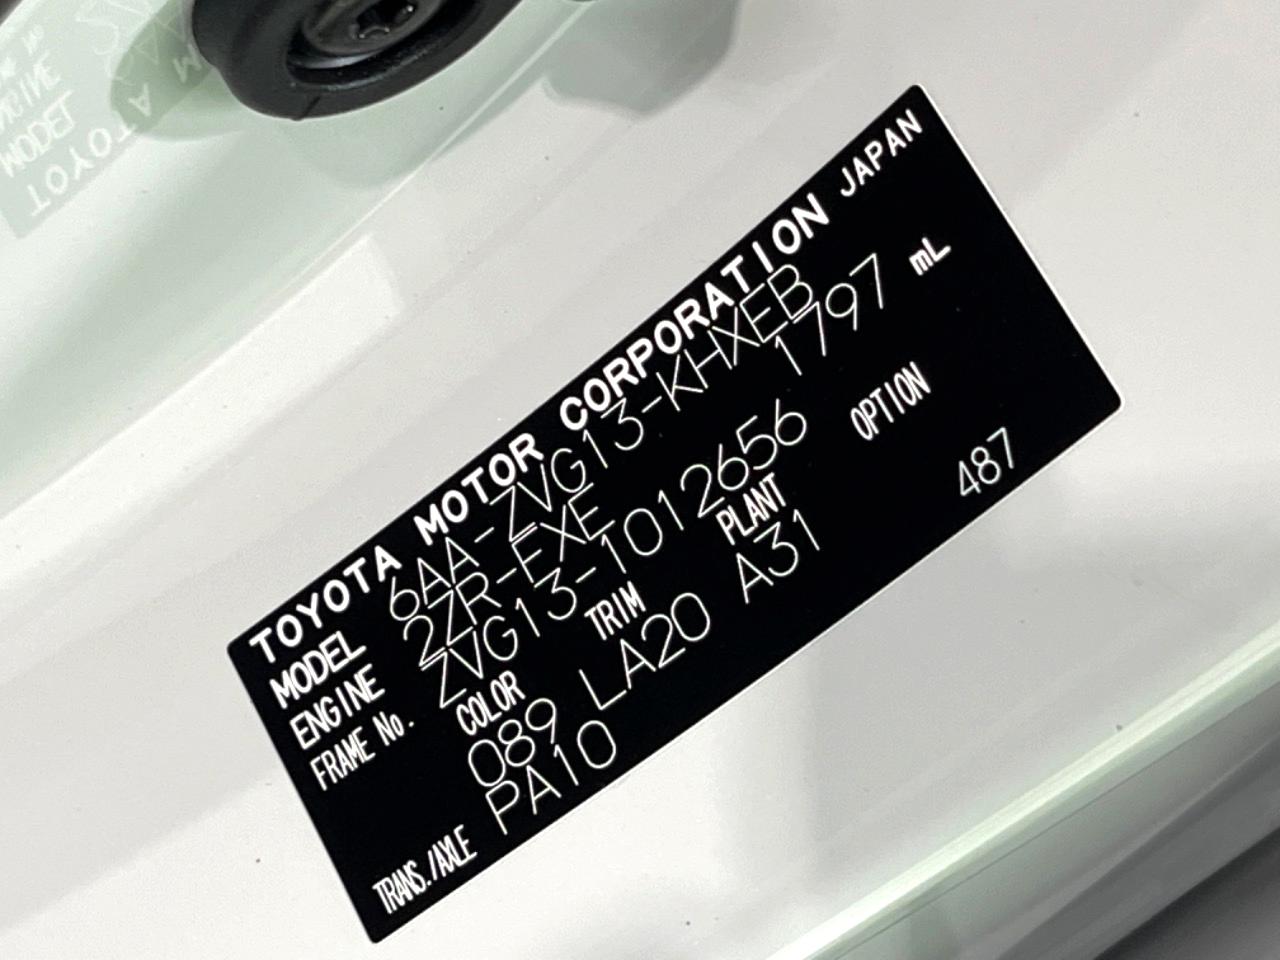 TOYOTA MOTOR CORPORATION JAPAN
MODEL 6AA-ZVG13-KHXEB
ENGINE 2ZR-EXE 1797 mL
FRAME No. ZVG13-1012656
COLOR TRIM PLANT OPTION
089 LA20 A31 487
TRANS./AXLE PA10